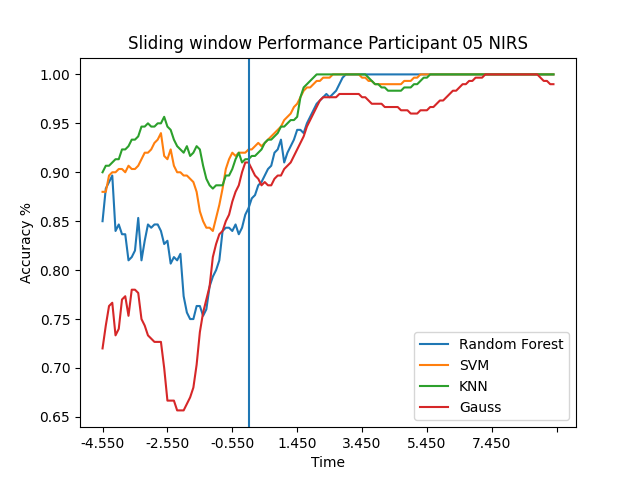 Sliding window Performance Participant 05 NIRS
Accuracy %
1.00
0.95
0.90
0.85
0.80
0.75
0.70
0.65
-4.550 -2.550 -0.550 1.450 3.450 5.450 7.450
Time
Random Forest
SVM
KNN
Gauss